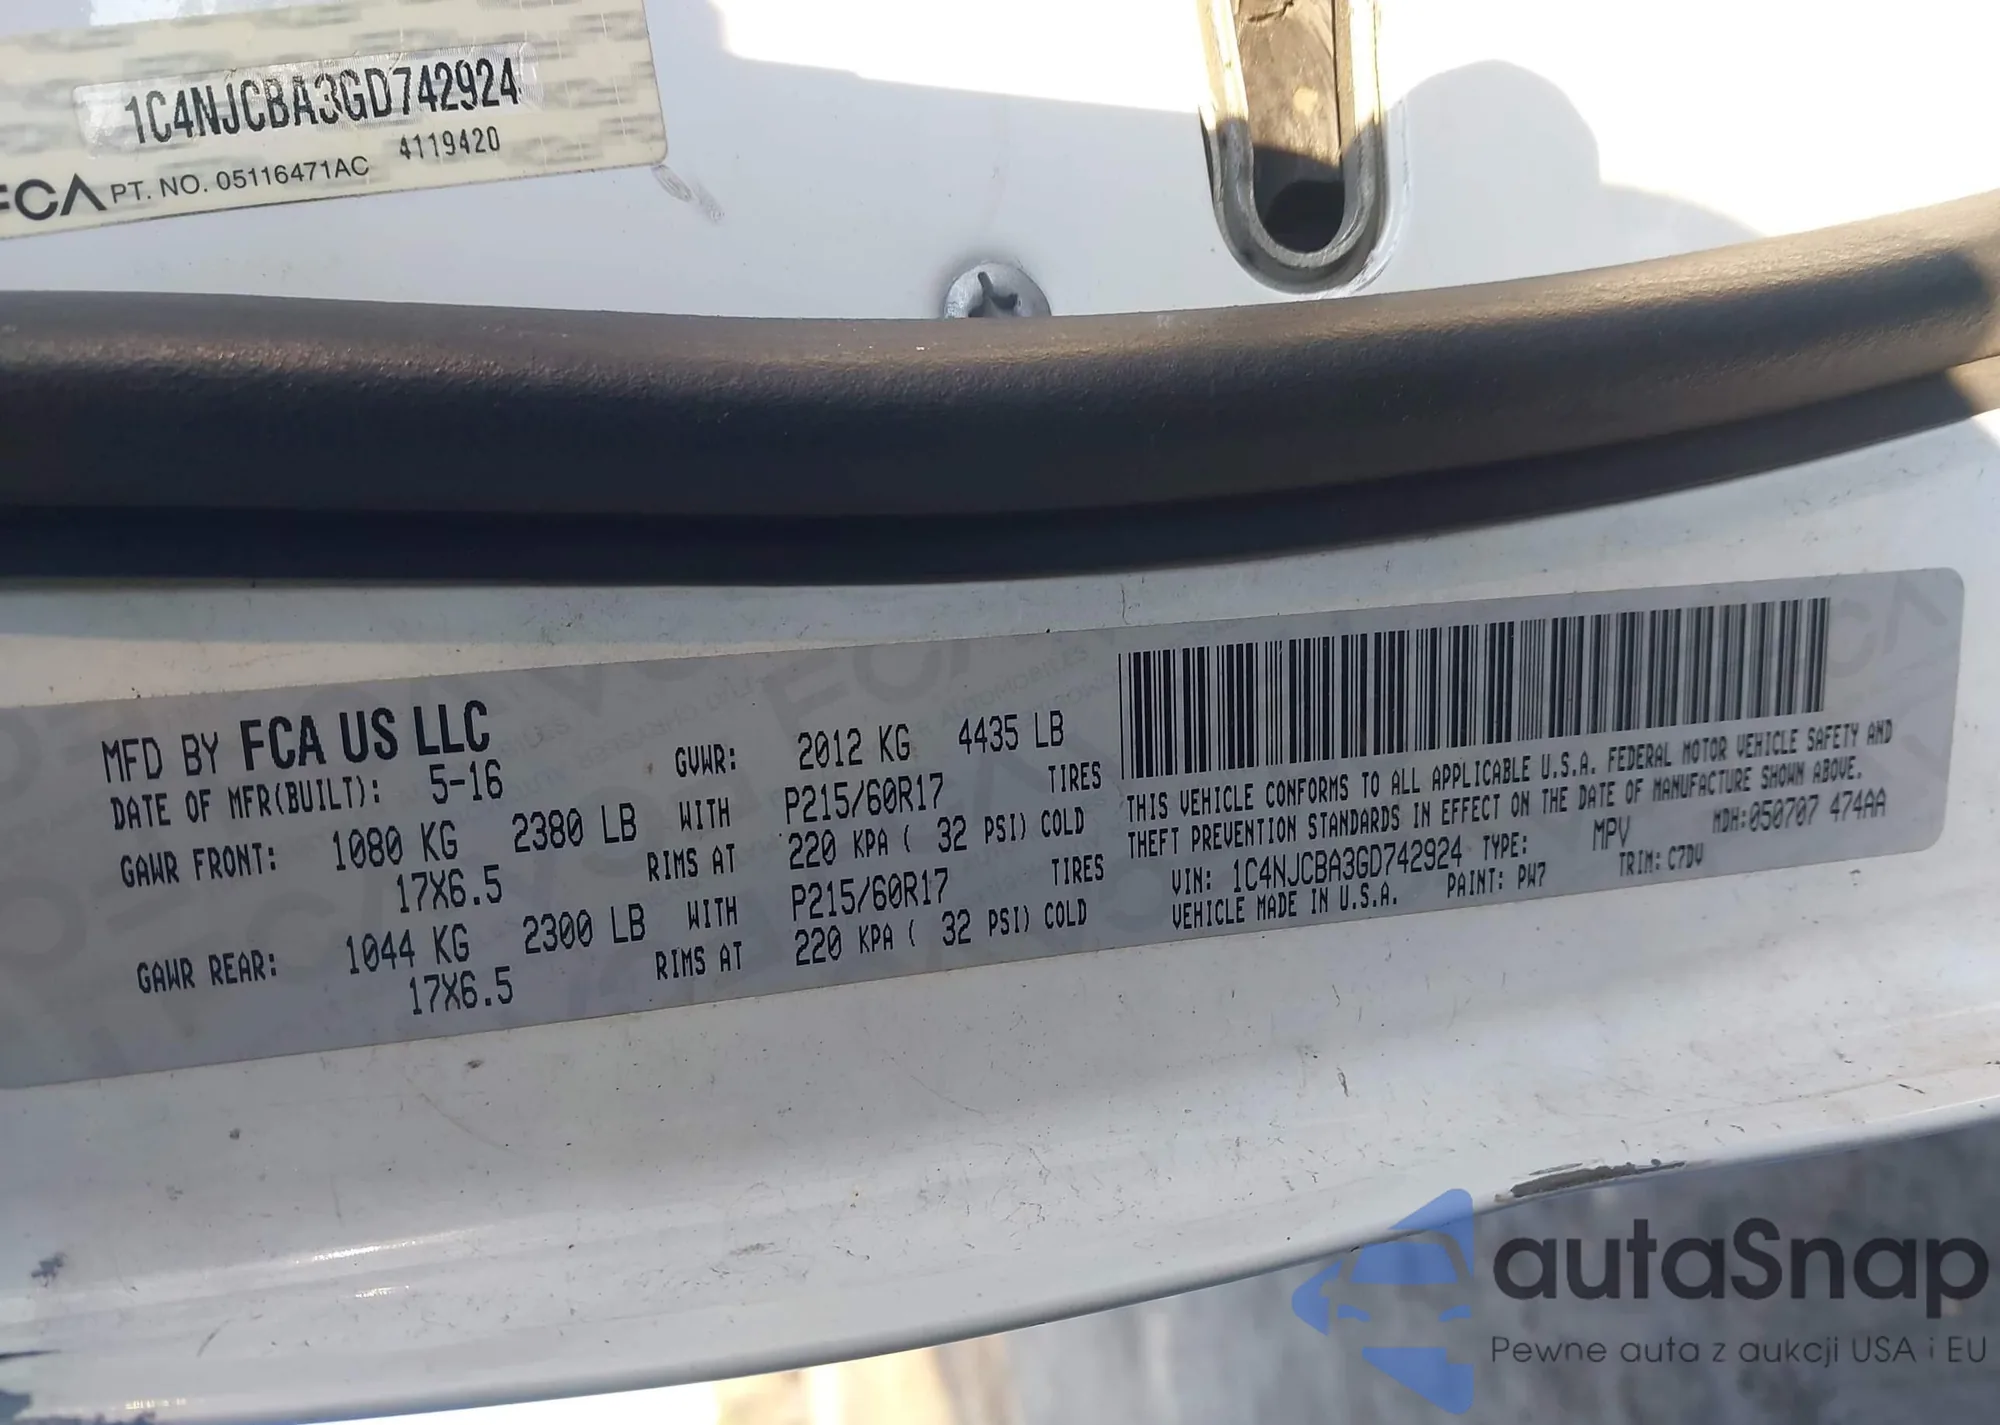 1C4NJCBA3GD742924
4119420
FCA PT. NO. 05116471AC
MFD BY FCA US LLC
DATE OF MFR(BUILT): 5-16 GVWR: 2012 KG 4435 LB
GAWR FRONT: 1080 KG 2380 LB WITH P215/60R17 TIRES
17X6.5 RIMS AT 220 KPA ( 32 PSI) COLD
GAWR REAR: 1044 KG 2300 LB WITH P215/60R17 TIRES
17X6.5 RIMS AT 220 KPA ( 32 PSI) COLD
THIS VEHICLE CONFORMS TO ALL APPLICABLE U.S.A. FEDERAL MOTOR VEHICLE SAFETY AND
THEFT PREVENTION STANDARDS IN EFFECT ON THE DATE OF MANUFACTURE SHOWN ABOVE.
VIN: 1C4NJCBA3GD742924 TYPE: MPV MDH:050707 474AA
VEHICLE MADE IN U.S.A. PAINT: PW7 TRIM: C7DV
autaSnap
Pewne auta z aukcji USA i EU